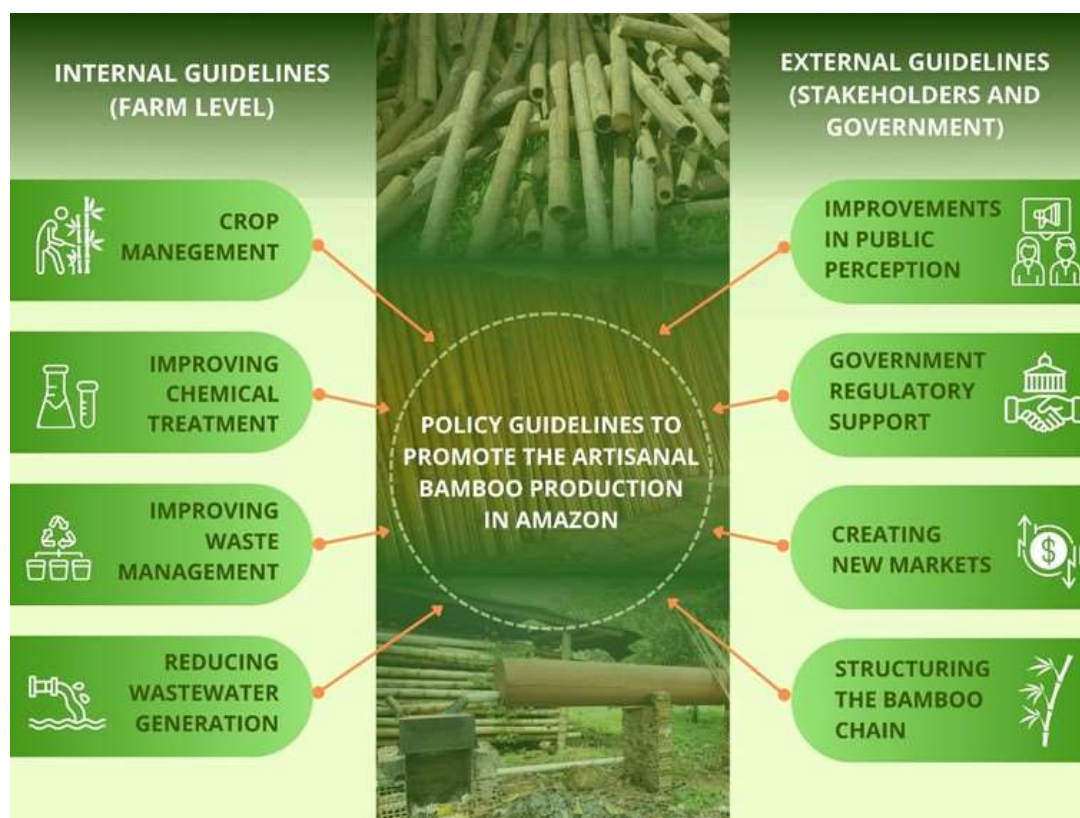 INTERNAL GUIDELINES
(FARM LEVEL)
CROP
MANEGEMENT
IMPROVING
CHEMICAL
TREATMENT
IMPROVING
WASTE
MANAGEMENT
REDUCING
WASTEWATER
GENERATION
POLICY GUIDELINES TO
PROMOTE THE ARTISANAL
BAMBOO PRODUCTION
IN AMAZON
EXTERNAL GUIDELINES
(STAKEHOLDERS AND
GOVERNMENT)
IMPROVEMENTS
IN PUBLIC
PERCEPTION
GOVERNMENT
REGULATORY
SUPPORT
CREATING
NEW MARKETS
$
STRUCTURING
THE BAMBOO
CHAIN